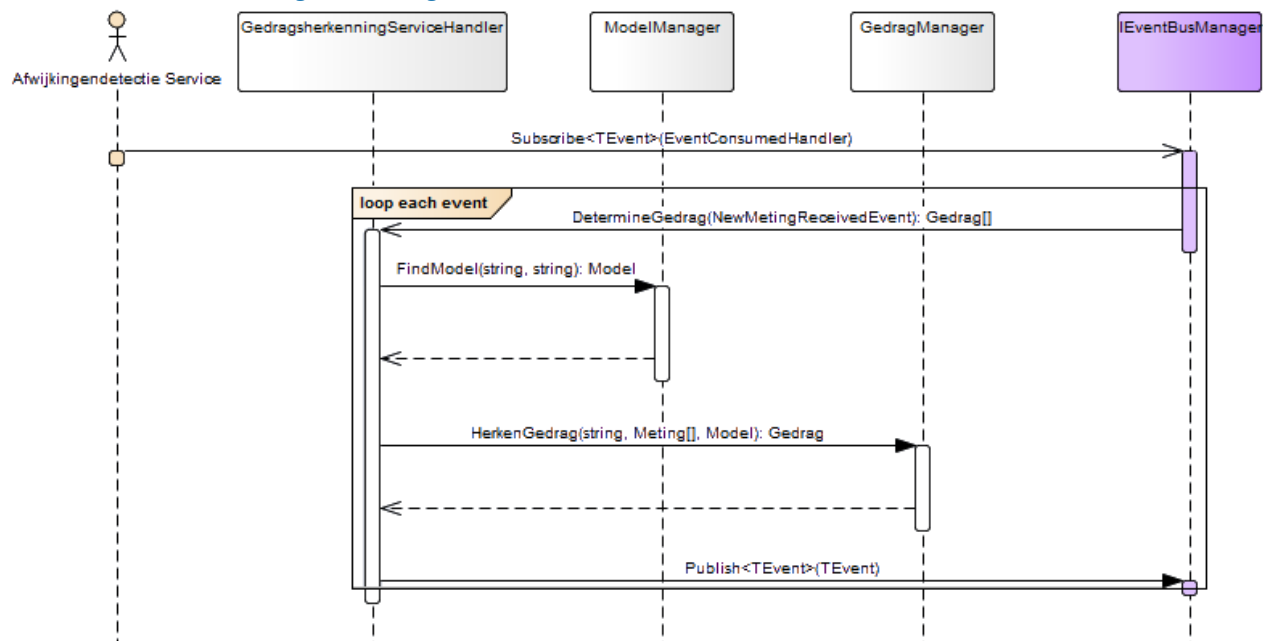 GedragsherkenningServiceHandler
ModelManager
GedragManager
IEventBusManager
Afwijkingendetectie Service
Subscribe<TEvent>(EventConsumedHandler)
loop each event
DetermineGedrag(NewMetingReceivedEvent): Gedrag[]
FindModel(string, string): Model
HerkenGedrag(string, Meting[], Model): Gedrag
Publish<TEvent>(TEvent)